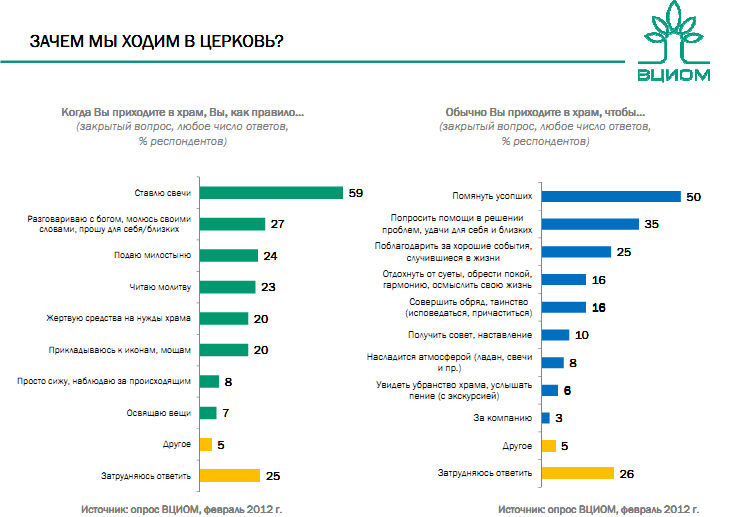 ЗАЧЕМ МЫ ХОДИМ В ЦЕРКОВЬ?
ВЦИОМ
Когда Вы приходите в храм, Вы, как правило...
(закрытый вопрос, любое число ответов,
% респондентов)
Ставлю свечи 59
Разговариваю с богом, молюсь своими
словами, прошу для себя/близких 27
Подаю милостыню 24
Читаю молитву 23
Жертвую средства на нужды храма 20
Прикладываюсь к иконам, мощам 20
Просто сижу, наблюдаю за происходящим 8
Освящаю вещи 7
Другое 5
Затрудняюсь ответить 25
Источник: опрос ВЦИОМ, февраль 2012 г.
Обычно Вы приходите в храм, чтобы...
(закрытый вопрос, любое число ответов,
% респондентов)
Помянуть усопших 50
Попросить помощи в решении
проблем, удачи для себя и близких 35
Поблагодарить за хорошие события,
случившиеся в жизни 25
Отдохнуть от суеты, обрести покой,
гармонию, осмыслить свою жизнь 16
Совершить обряд, таинство
(исповедаться, причаститься) 16
Получить совет, наставление 10
Насладится атмосферой (ладан, свечи
и пр.) 8
Увидеть убранство храма, услышать
пение (с экскурсией) 6
За компанию 3
Другое 5
Затрудняюсь ответить 26
Источник: опрос ВЦИОМ, февраль 2012 г.